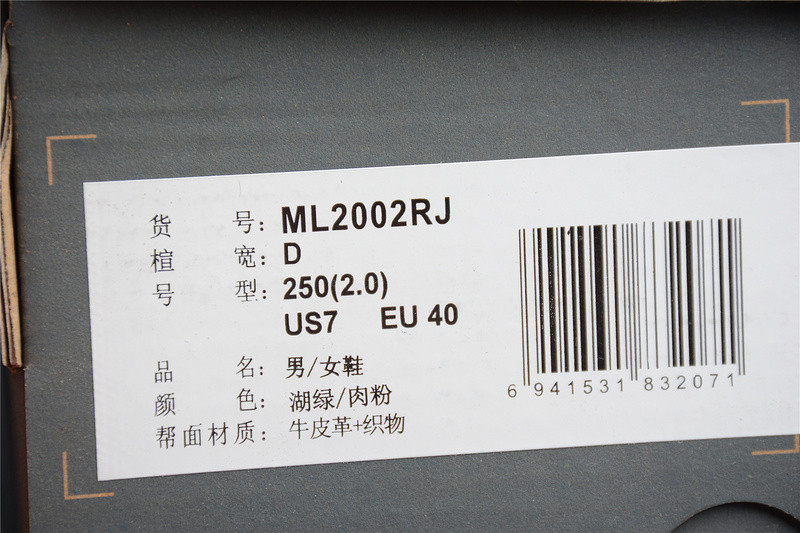 货 号: ML2002RJ
楦 宽: D
号 型: 250(2.0)
US7 EU 40
品 名: 男/女鞋
颜 色: 湖绿/肉粉
帮面材质: 牛皮革+织物
6 941531 832071